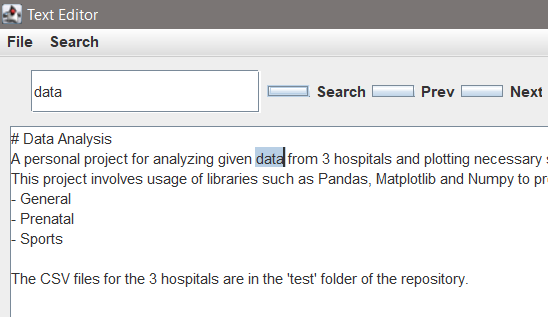 Text Editor
File Search
data Search Prev Next
# Data Analysis
A personal project for analyzing given data from 3 hospitals and plotting necessary
This project involves usage of libraries such as Pandas, Matplotlib and Numpy to
- General
- Prenatal
- Sports
The CSV files for the 3 hospitals are in the 'test' folder of the repository.